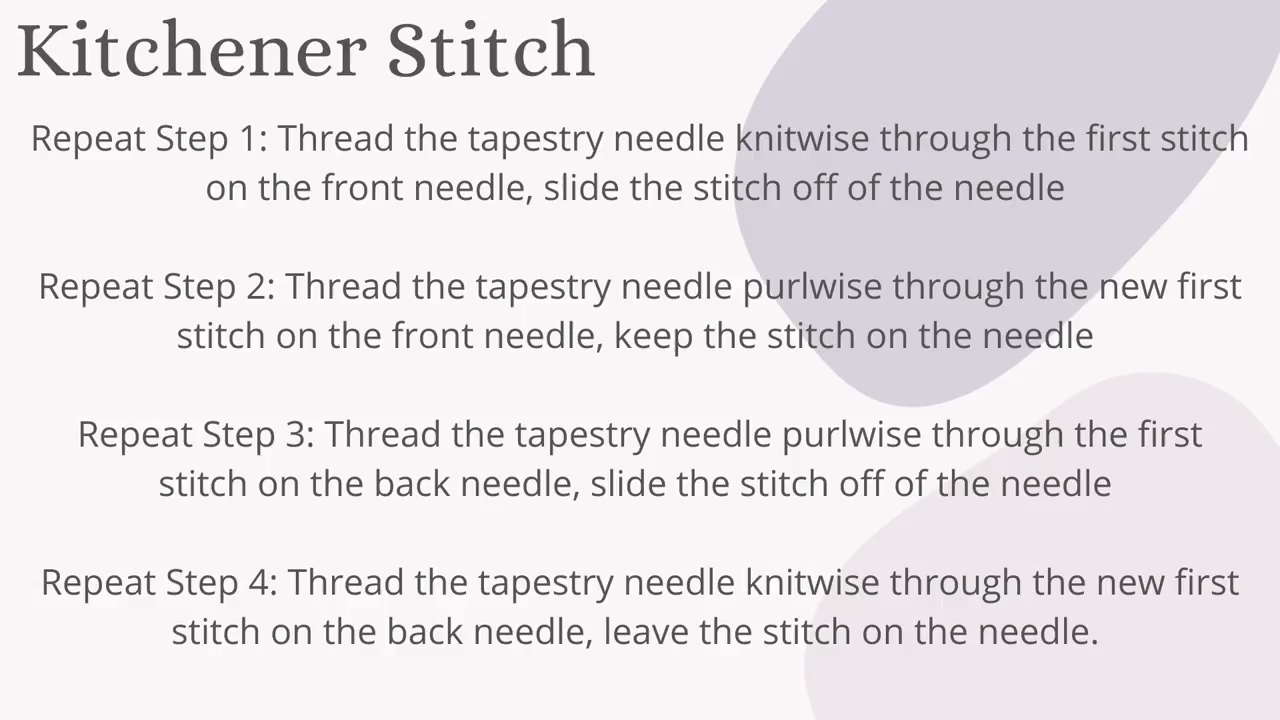 Kitchener Stitch
Repeat Step 1: Thread the tapestry needle knitwise through the first stitch
on the front needle, slide the stitch off of the needle
Repeat Step 2: Thread the tapestry needle purlwise through the new first
stitch on the front needle, keep the stitch on the needle
Repeat Step 3: Thread the tapestry needle purlwise through the first
stitch on the back needle, slide the stitch off of the needle
Repeat Step 4: Thread the tapestry needle knitwise through the new first
stitch on the back needle, leave the stitch on the needle.